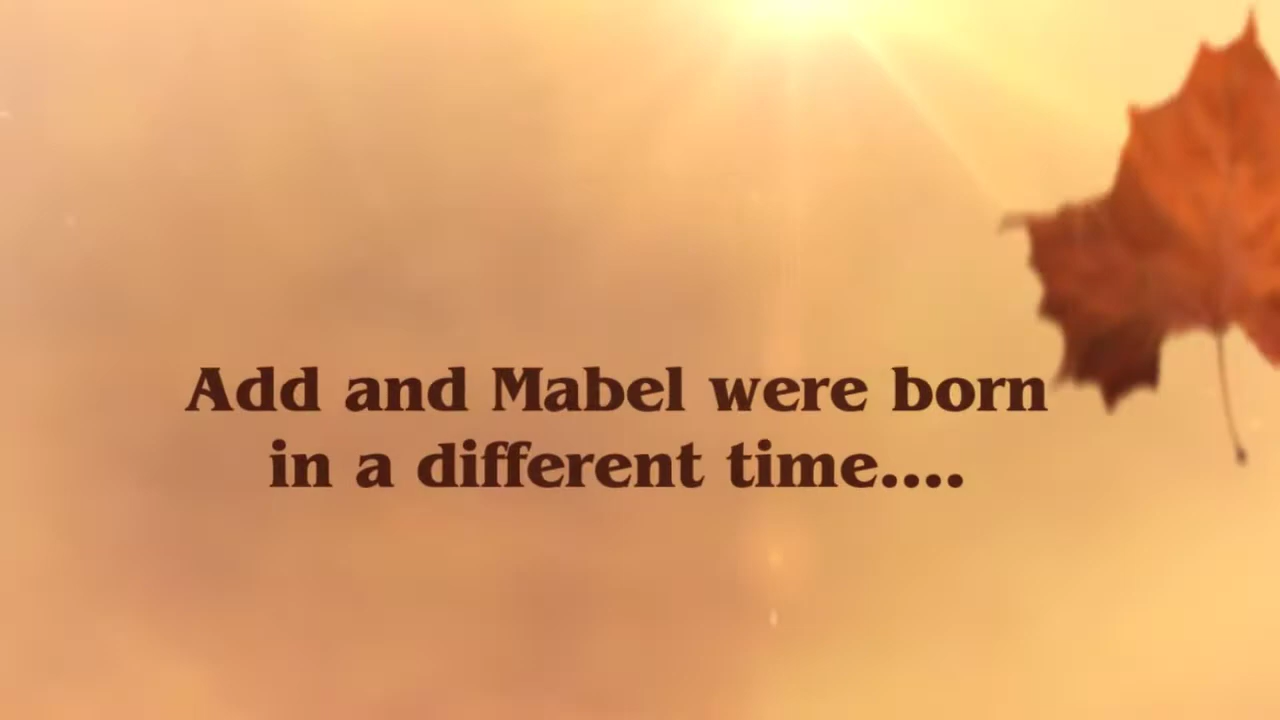 Add and Mabel were born
in a different time....